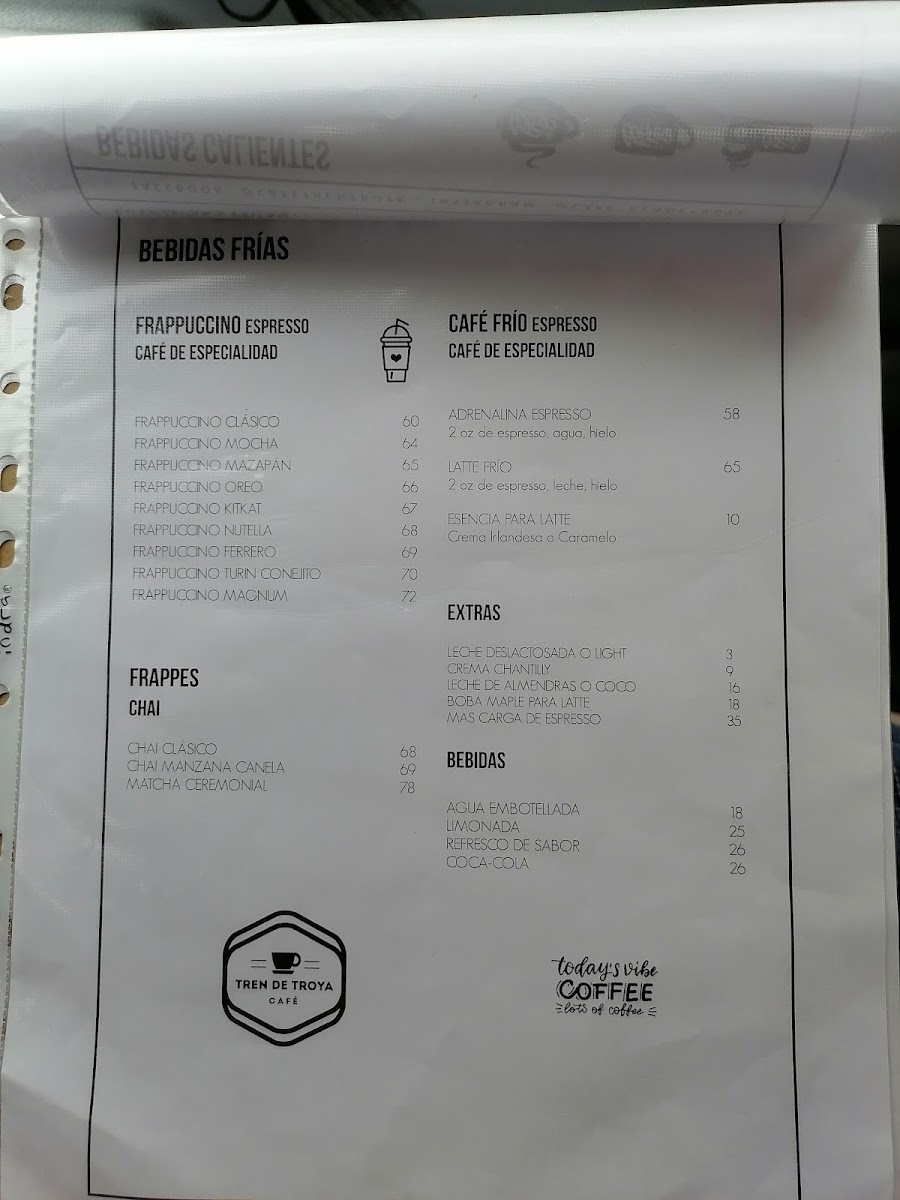 BEBIDAS CALIENTES
FACEBOOK · @CAFETRENTROYA · INSTAGRAM
BEBIDAS FRÍAS
FRAPPUCCINO ESPRESSO
CAFÉ DE ESPECIALIDAD
FRAPPUCCINO CLÁSICO 60
FRAPPUCCINO MOCHA 64
FRAPPUCCINO MAZAPÁN 65
FRAPPUCCINO OREO 66
FRAPPUCCINO KITKAT 67
FRAPPUCCINO NUTELLA 68
FRAPPUCCINO FERRERO 69
FRAPPUCCINO TURIN CONEJITO 70
FRAPPUCCINO MAGNUM 72
FRAPPES
CHAI
CHAI CLÁSICO 68
CHAI MANZANA CANELA 69
MATCHA CEREMONIAL 78
CAFÉ FRÍO ESPRESSO
CAFÉ DE ESPECIALIDAD
ADRENALINA ESPRESSO 58
2 oz de espresso, agua, hielo
LATTE FRÍO 65
2 oz de espresso, leche, hielo
ESENCIA PARA LATTE 10
Crema Irlandesa o Caramelo
EXTRAS
LECHE DESLACTOSADA O LIGHT 3
CREMA CHANTILLY 9
LECHE DE ALMENDRAS O COCO 16
BOBA MAPLE PARA LATTE 18
MAS CARGA DE ESPRESSO 35
BEBIDAS
AGUA EMBOTELLADA 18
LIMONADA 25
REFRESCO DE SABOR 26
COCA-COLA 26
TREN DE TROYA
CAFÉ
today's vibe
COFFEE
lots of coffee
indra